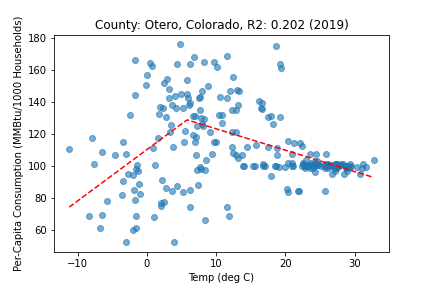 County: Otero, Colorado, R2: 0.202 (2019)
Per-Capita Consumption (MMBtu/1000 Households)
180
160
140
120
100
80
60
−10 0 10 20 30
Temp (deg C)